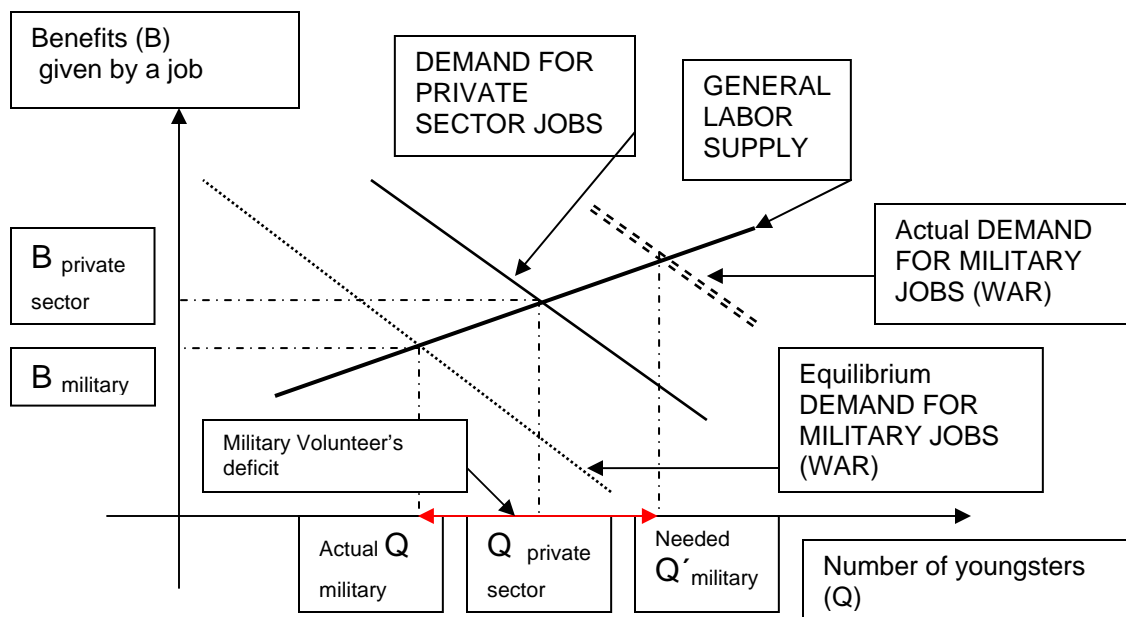 Benefits (B)
given by a job
DEMAND FOR
PRIVATE
SECTOR JOBS
GENERAL
LABOR
SUPPLY
Actual DEMAND
FOR MILITARY
JOBS (WAR)
B private
sector
B military
Equilibrium
DEMAND FOR
MILITARY JOBS
(WAR)
Military Volunteer's
deficit
Actual Q
military
Q private
sector
Needed
Q´military
Number of youngsters
(Q)